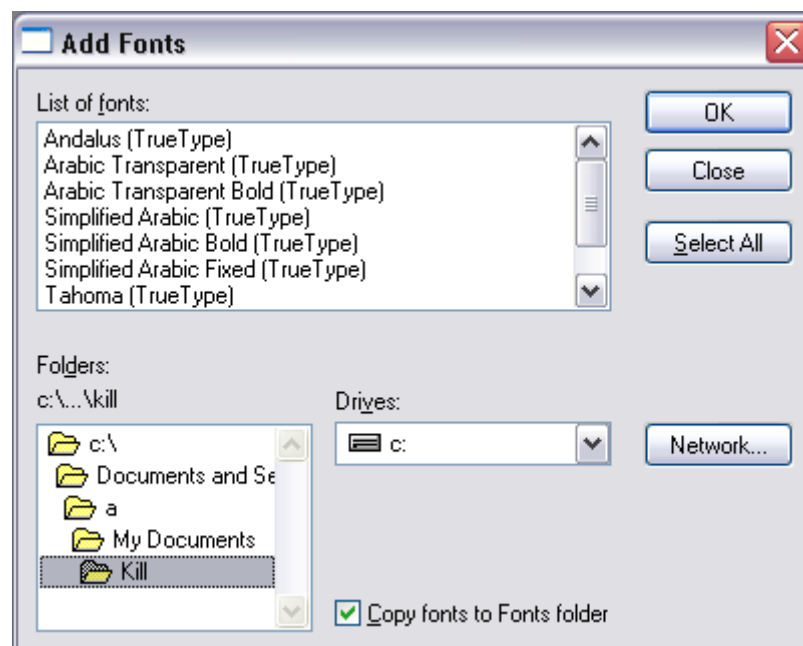 Add Fonts
List of fonts:
Andalus (TrueType)
Arabic Transparent (TrueType)
Arabic Transparent Bold (TrueType)
Simplified Arabic (TrueType)
Simplified Arabic Bold (TrueType)
Simplified Arabic Fixed (TrueType)
Tahoma (TrueType)
OK
Close
Select All
Folders:
c:\...\kill
c:\
Documents and Se
a
My Documents
Kill
Drives:
c:
Network...
Copy fonts to Fonts folder